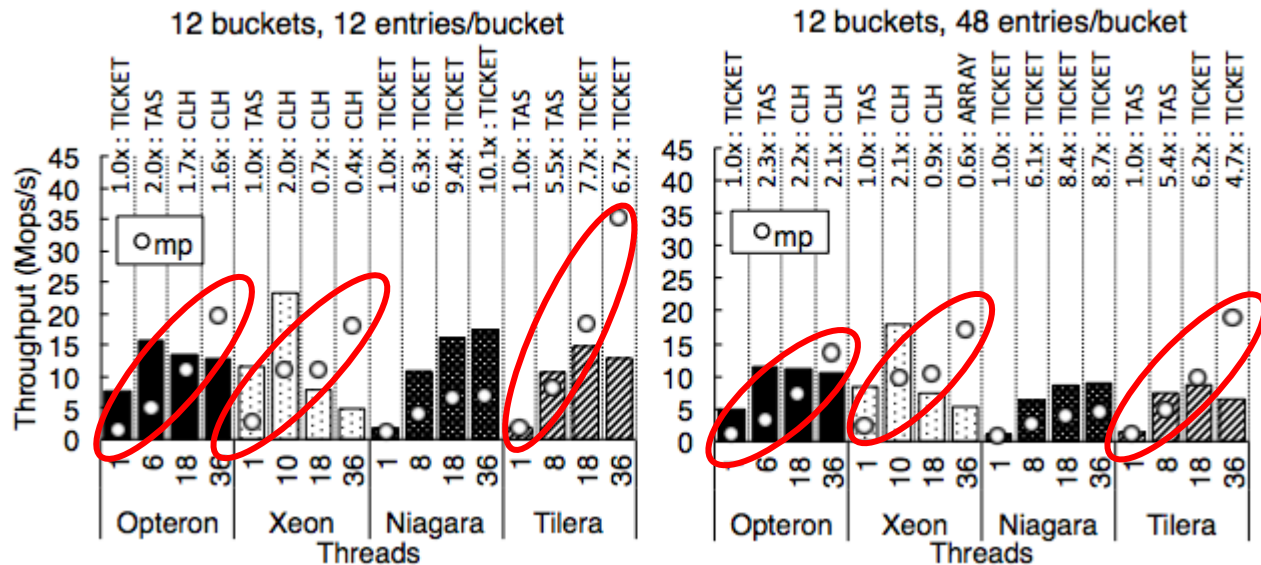 12 buckets, 12 entries/bucket
1.0x : TICKET
2.0x : TAS
1.7x : CLH
1.6x : CLH
1.0x : TAS
2.0x : CLH
0.7x : CLH
0.4x : CLH
1.0x : TICKET
6.3x : TICKET
9.4x : TICKET
10.1x : TICKET
1.0x : TAS
5.5x : TAS
7.7x : TICKET
6.7x : TICKET
Throughput (Mops/s)
45
40
35
30
25
20
15
10
5
0
mp
1 6 18 36 1 10 18 36 1 8 18 36 1 8 18 36
Opteron Xeon Niagara Tilera
Threads
12 buckets, 48 entries/bucket
1.0x : TICKET
2.3x : TAS
2.2x : CLH
2.1x : CLH
1.0x : TAS
2.1x : CLH
0.9x : CLH
0.6x : ARRAY
1.0x : TICKET
6.1x : TICKET
8.4x : TICKET
8.7x : TICKET
1.0x : TAS
5.4x : TAS
6.2x : TICKET
4.7x : TICKET
45
40
35
30
25
20
15
10
5
0
mp
6 18 36 1 10 18 36 1 8 18 36 1 8 18 36
Opteron Xeon Niagara Tilera
Threads